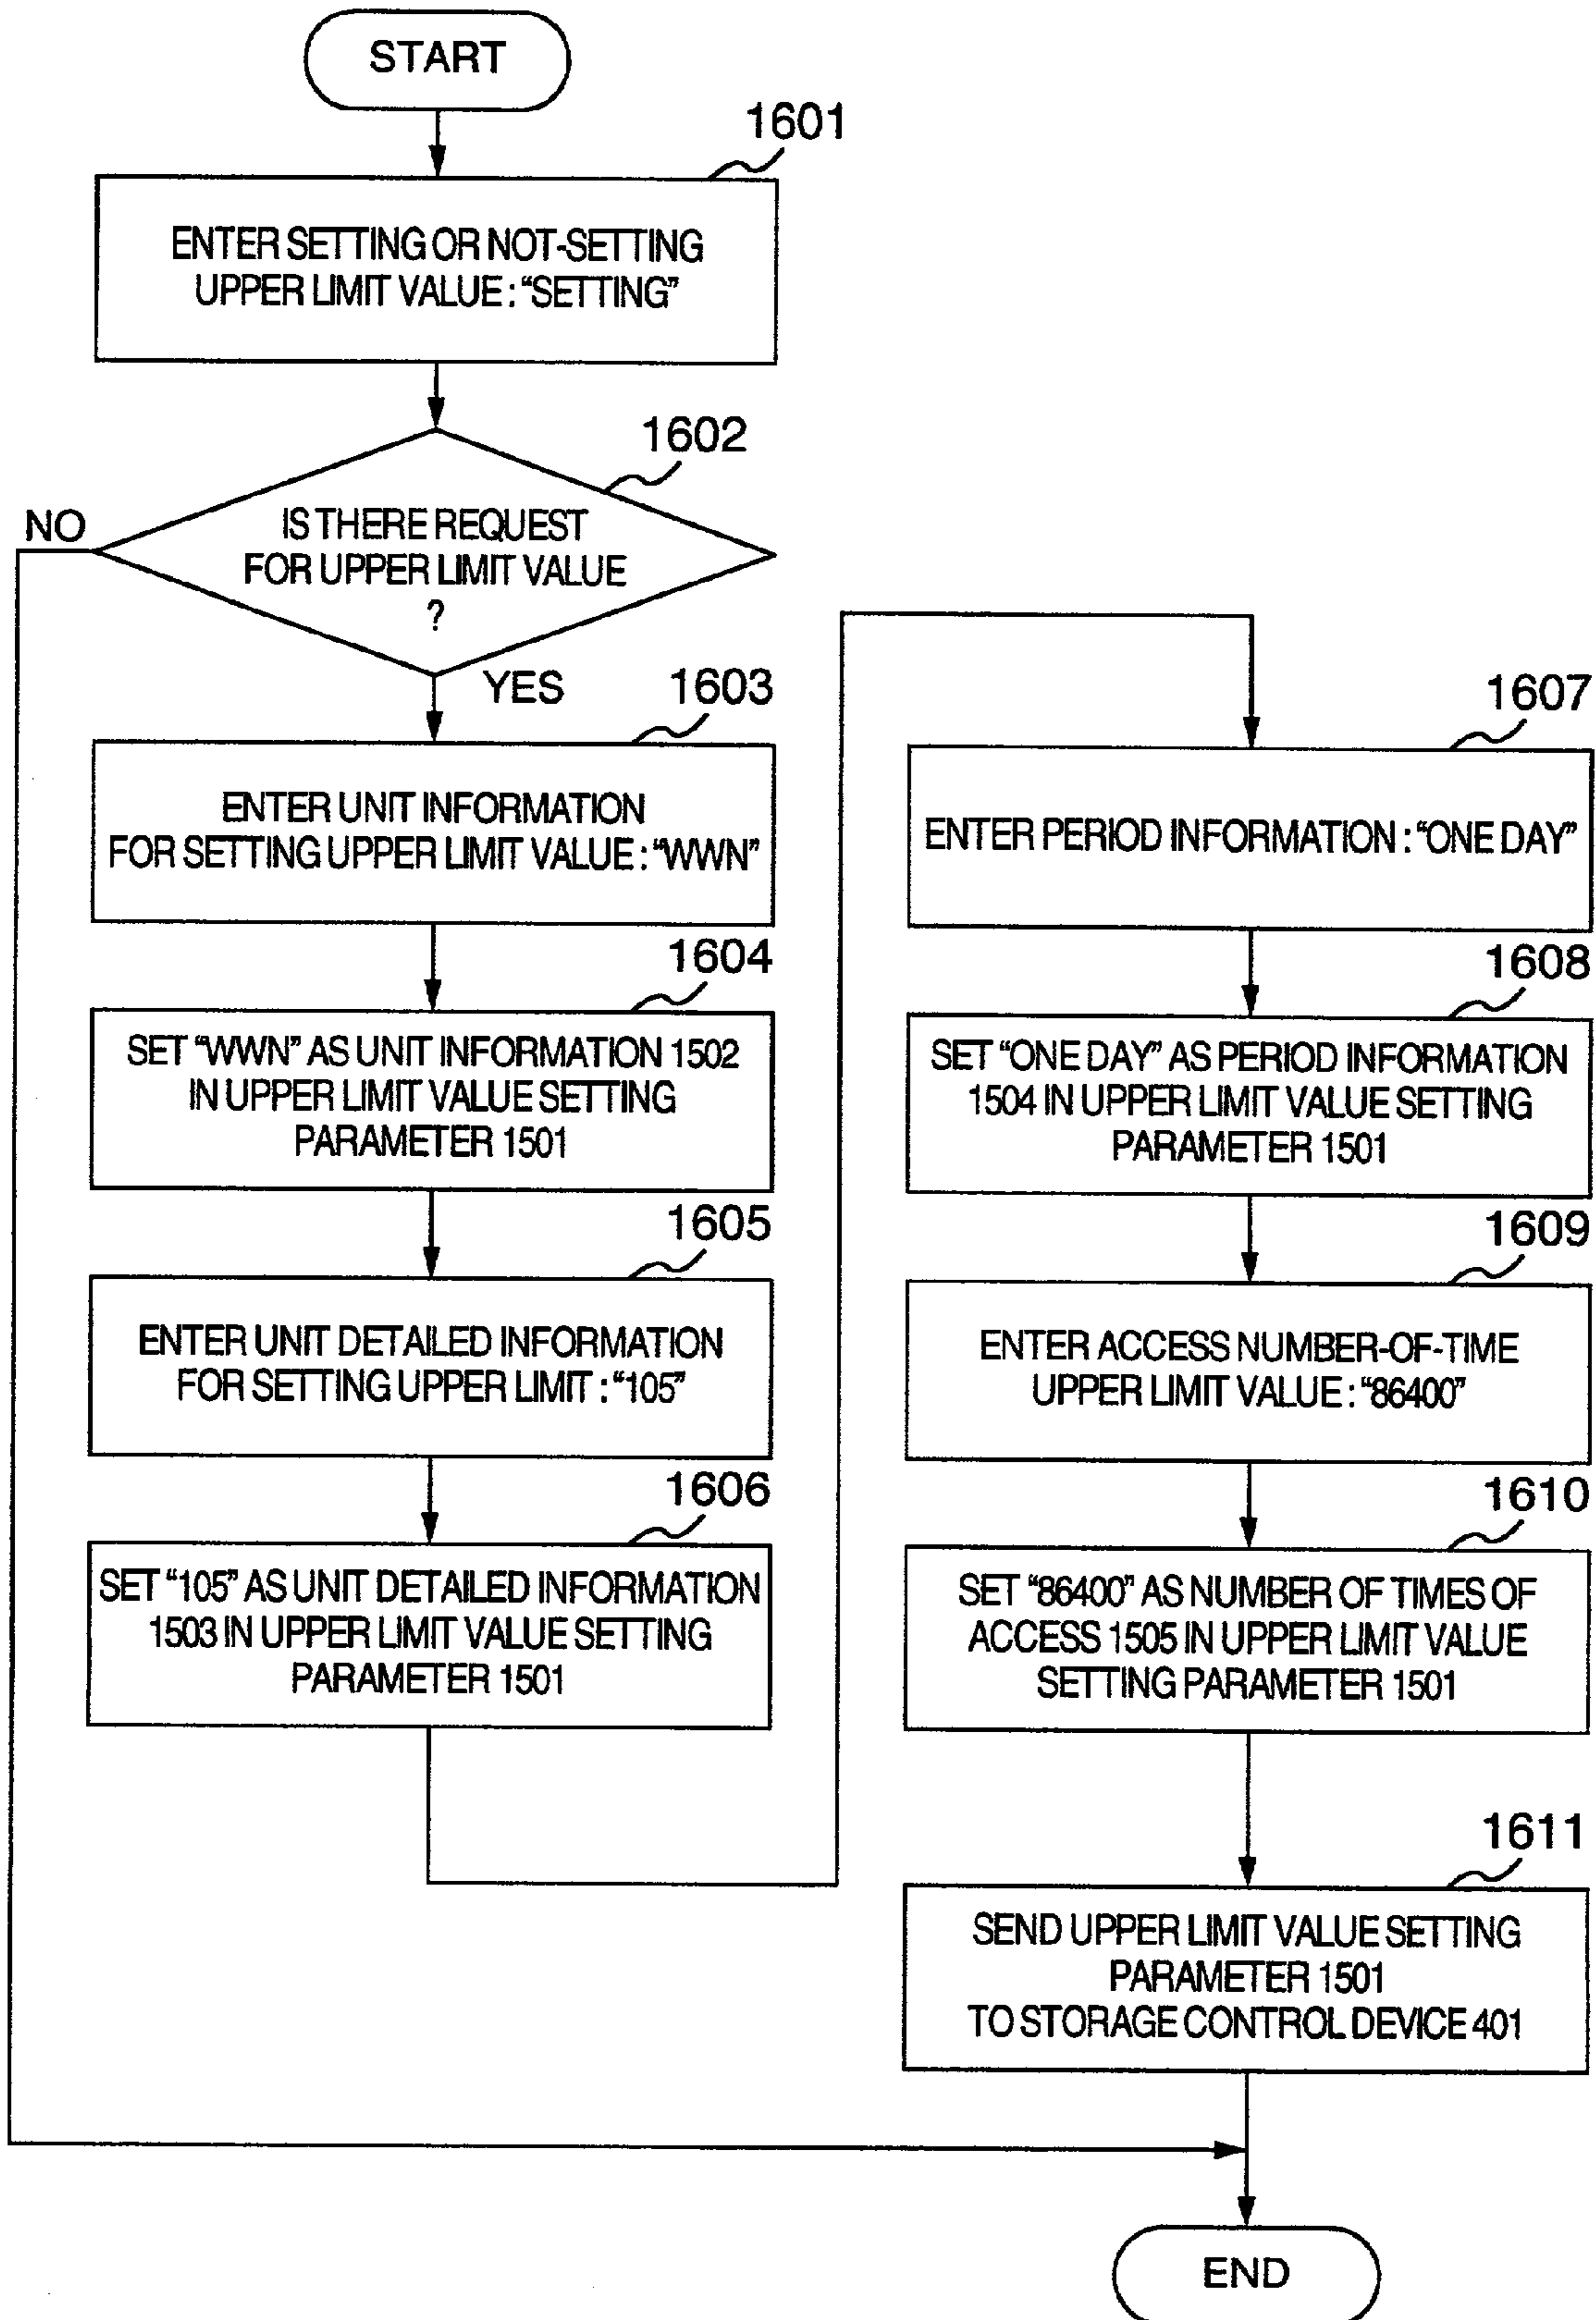 START
1601
ENTER SETTING OR NOT-SETTING
UPPER LIMIT VALUE : “SETTING”
1602
NO
IS THERE REQUEST
FOR UPPER LIMIT VALUE
?
YES
1603
ENTER UNIT INFORMATION
FOR SETTING UPPER LIMIT VALUE : “WWN”
1604
SET “WWN” AS UNIT INFORMATION 1502
IN UPPER LIMIT VALUE SETTING
PARAMETER 1501
1605
ENTER UNIT DETAILED INFORMATION
FOR SETTING UPPER LIMIT : “105”
1606
SET “105” AS UNIT DETAILED INFORMATION
1503 IN UPPER LIMIT VALUE SETTING
PARAMETER 1501
1607
ENTER PERIOD INFORMATION : “ONE DAY”
1608
SET “ONE DAY” AS PERIOD INFORMATION
1504 IN UPPER LIMIT VALUE SETTING
PARAMETER 1501
1609
ENTER ACCESS NUMBER-OF-TIME
UPPER LIMIT VALUE : “86400”
1610
SET “86400” AS NUMBER OF TIMES OF
ACCESS 1505 IN UPPER LIMIT VALUE
SETTING PARAMETER 1501
1611
SEND UPPER LIMIT VALUE SETTING
PARAMETER 1501
TO STORAGE CONTROL DEVICE 401
END